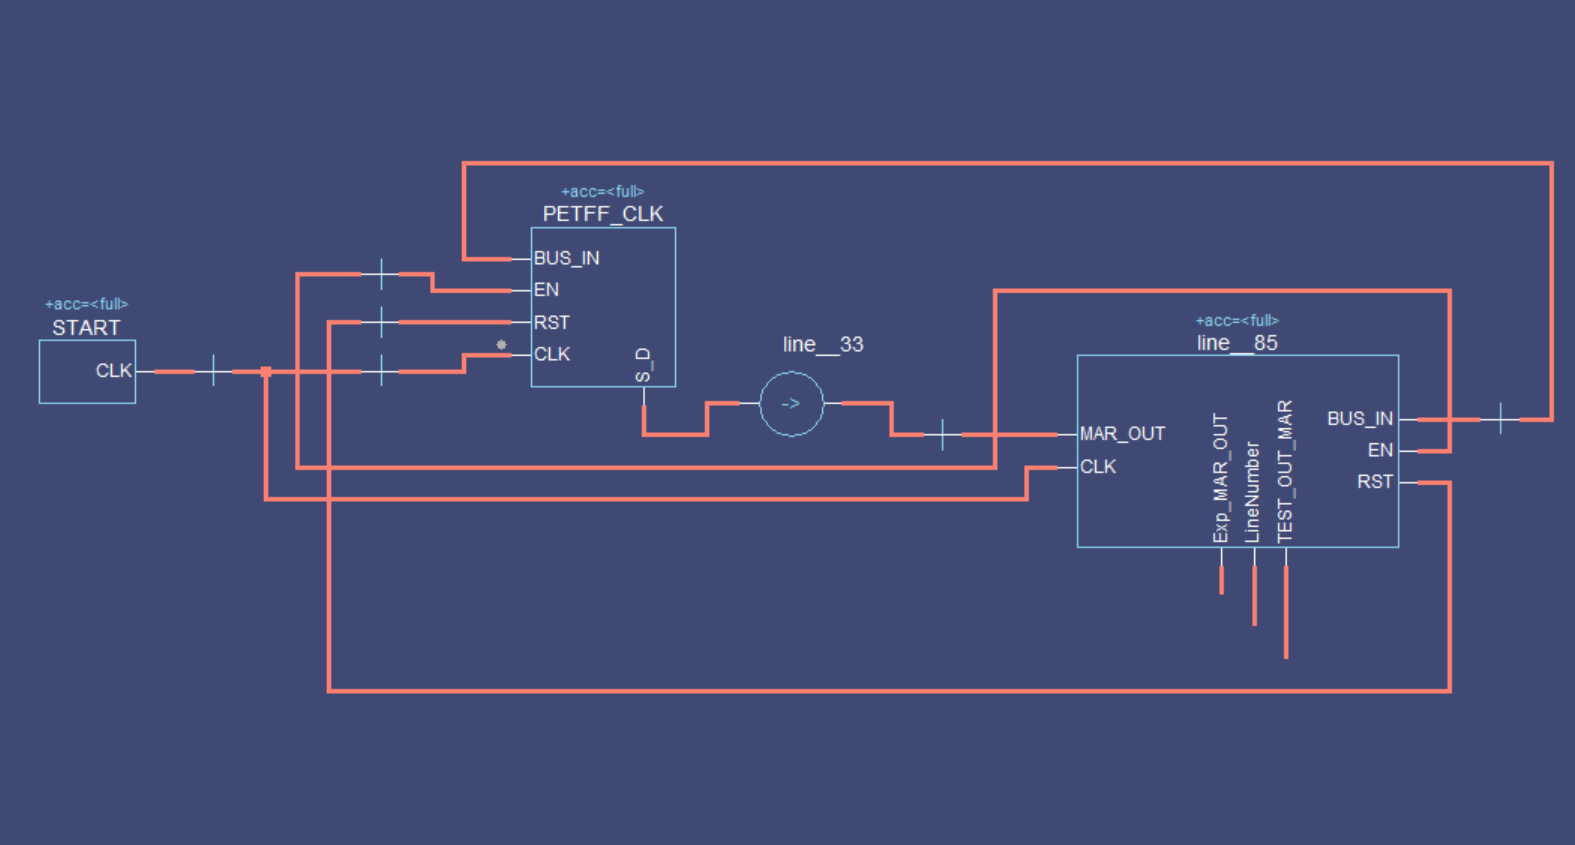 +acc=<full>
PETFF_CLK
BUS_IN
EN
RST
CLK
S_D
+acc=<full>
START
CLK
line__33
->
+acc=<full>
line__85
MAR_OUT
CLK
Exp_MAR_OUT
LineNumber
TEST_OUT_MAR
BUS_IN
EN
RST